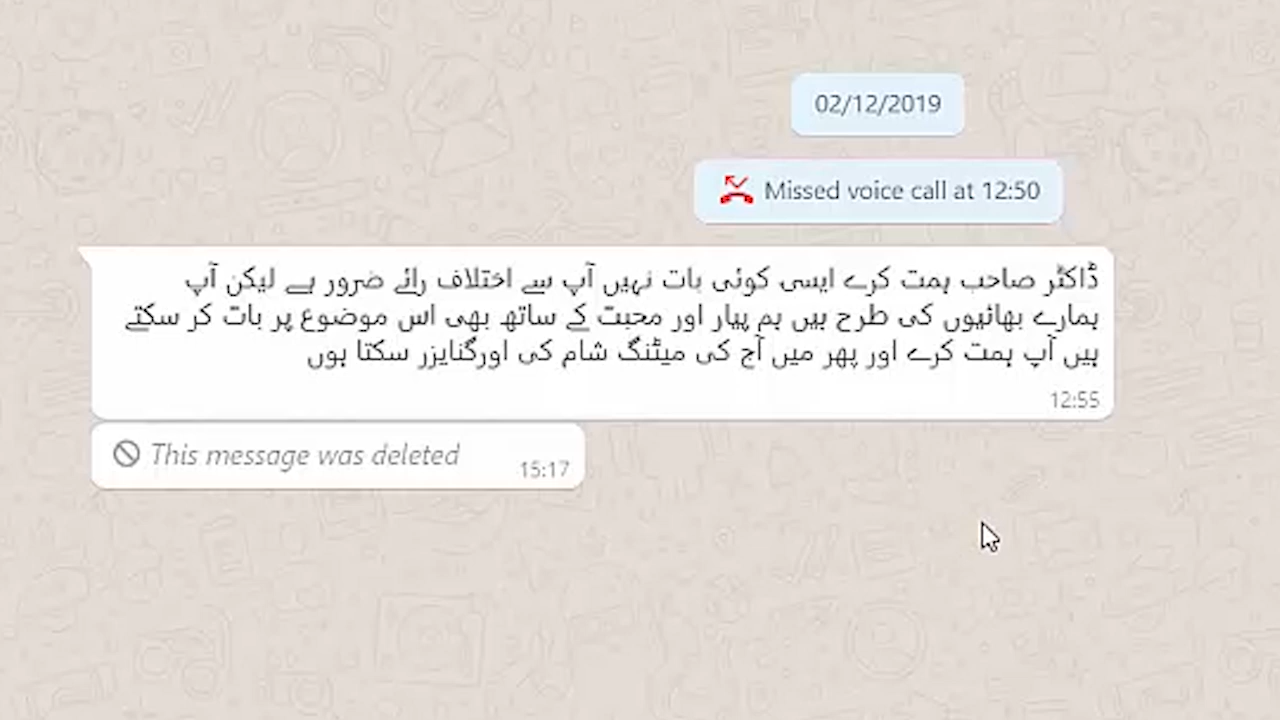 02/12/2019
Missed voice call at 12:50
ڈاکٹر صاحب ہمت کرے ایسی کوئی بات نہیں آپ سے اختلاف رائے ضرور ہے لیکن آپ
ہمارے بھائیوں کی طرح ہیں ہم پیار اور محبت کے ساتھ بھی اس موضوع پر بات کر سکتے
ہیں آپ ہمت کرے اور پھر میں آج کی میٹنگ شام کی اورگنایزر سکتا ہوں
12:55
This message was deleted
15:17